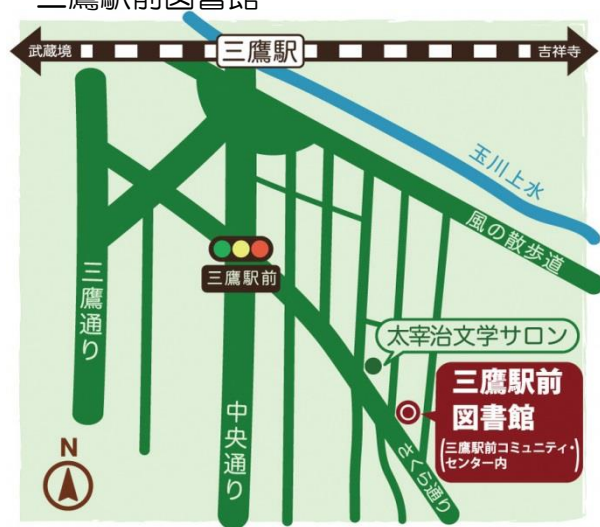 三鷹駅前図書館
武蔵境
三鷹駅
吉祥寺
玉川上水
風の散歩道
三鷹駅前
三鷹通り
太宰治文学サロン
三鷹駅前
図書館
(三鷹駅前コミュニティ・
センター内)
中央通り
さくら通り
N